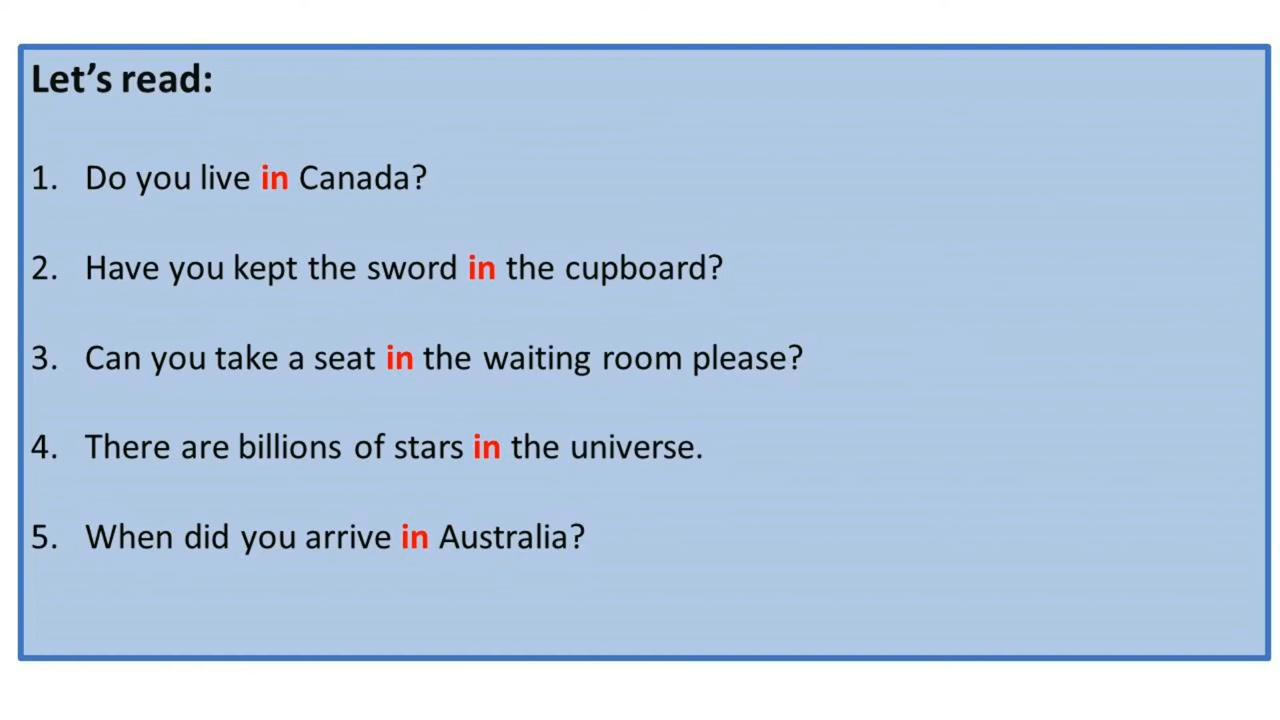 Let’s read:
1. Do you live in Canada?
2. Have you kept the sword in the cupboard?
3. Can you take a seat in the waiting room please?
4. There are billions of stars in the universe.
5. When did you arrive in Australia?